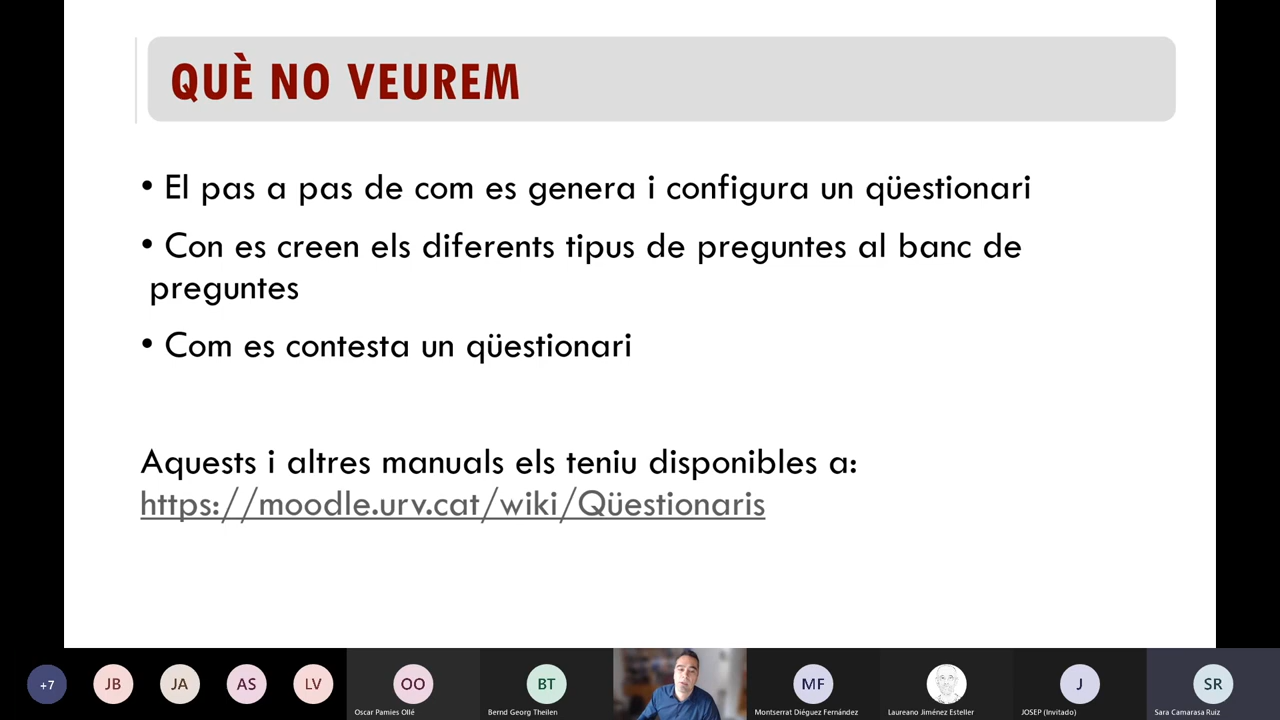 QUÈ NO VEUREM
• El pas a pas de com es genera i configura un qüestionari
• Con es creen els diferents tipus de preguntes al banc de
preguntes
• Com es contesta un qüestionari
Aquests i altres manuals els teniu disponibles a:
https://moodle.urv.cat/wiki/Qüestionaris
+7 JB JA AS LV OO BT MF J SR
Oscar Pamies Ollé Bernd Georg Theilen Montserrat Diéguez Fernández Laureano Jiménez Esteller JOSEP (Invitado) Sara Camarasa Ruiz